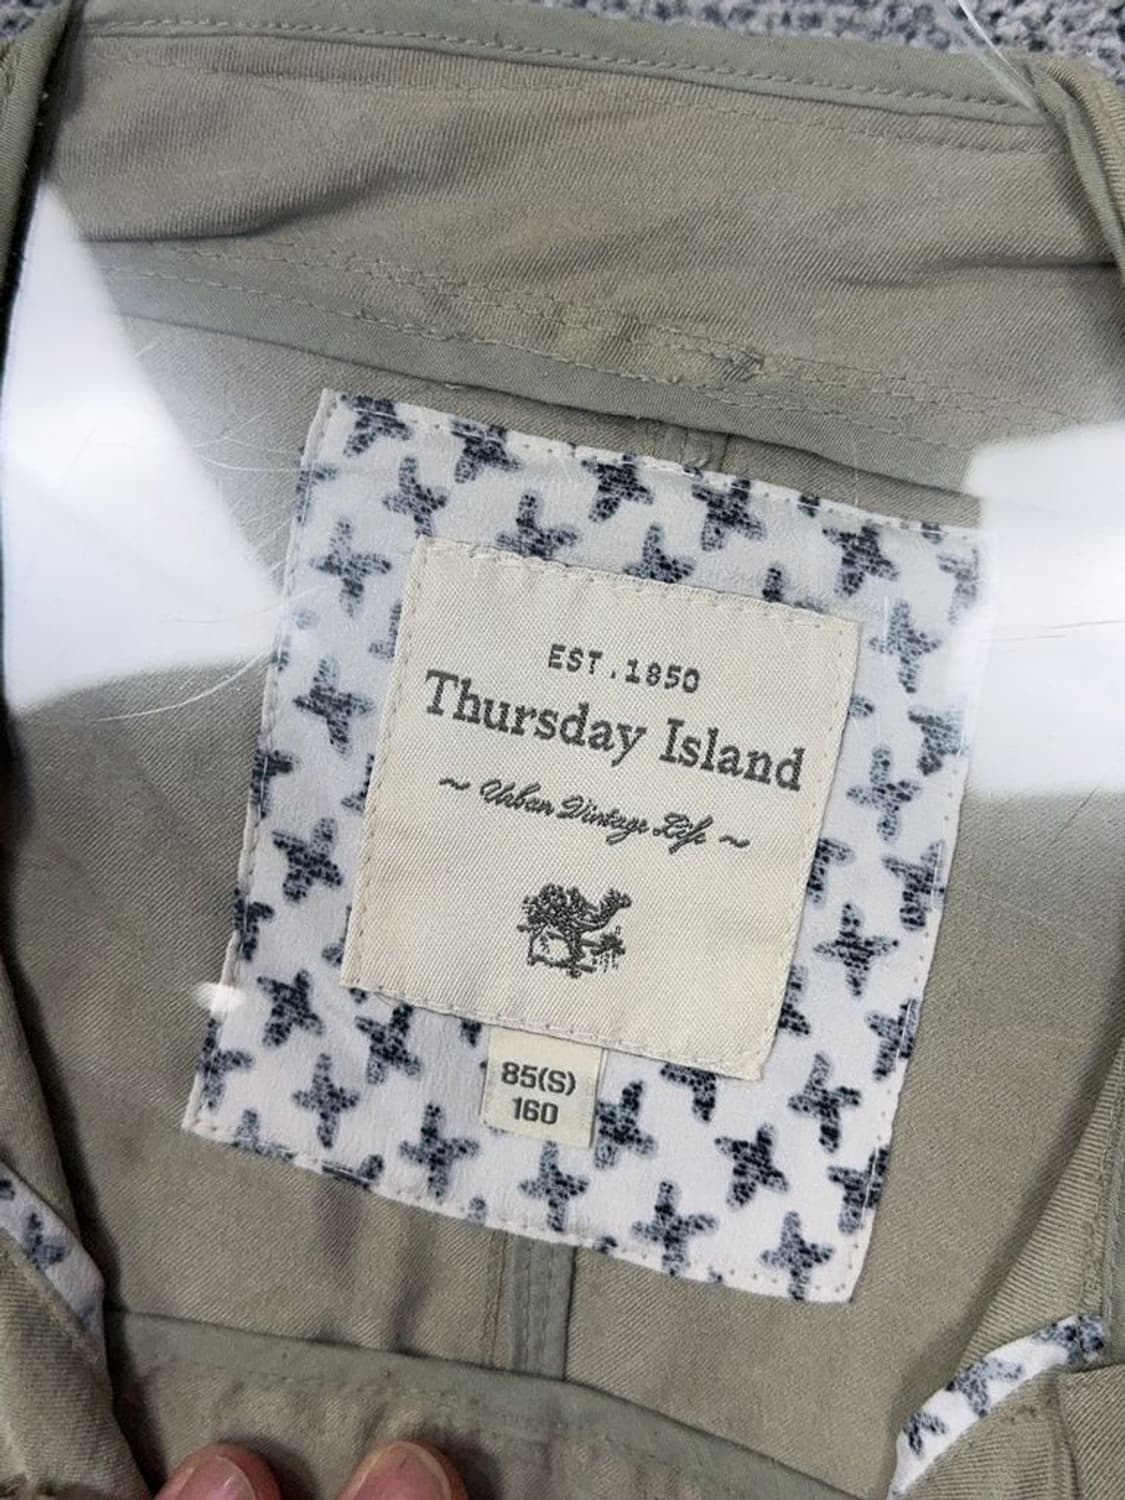 EST.1850
Thursday Island
~ Urban Vintage Life ~
85(S)
160